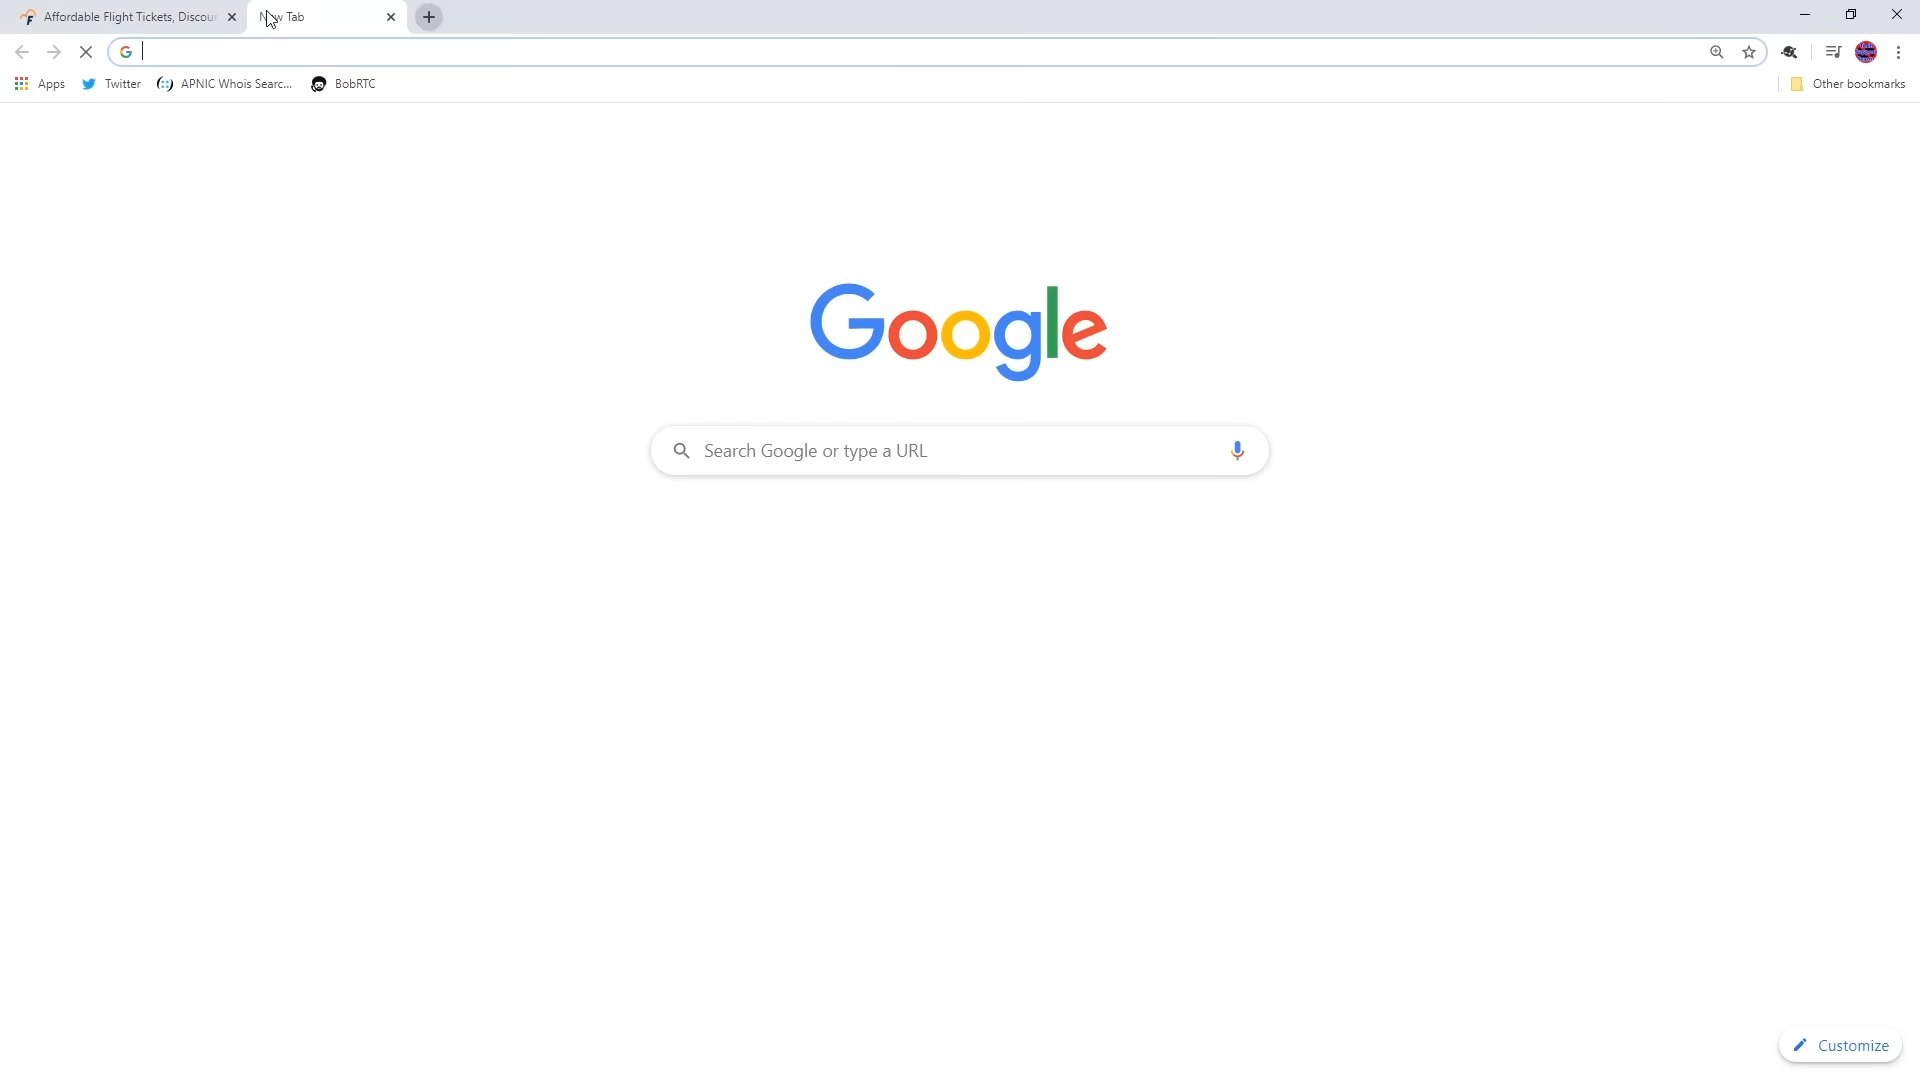 Affordable Flight Tickets, Discou
New Tab
Apps
Twitter
APNIC Whois Searc...
BobRTC
Other bookmarks
Google
Search Google or type a URL
Customize